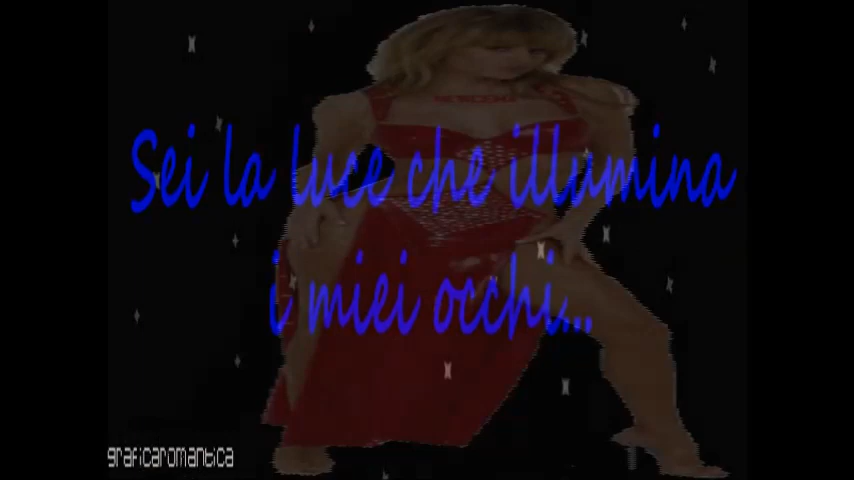 Sei la luce che illumina
i miei occhi...
graficaromantica